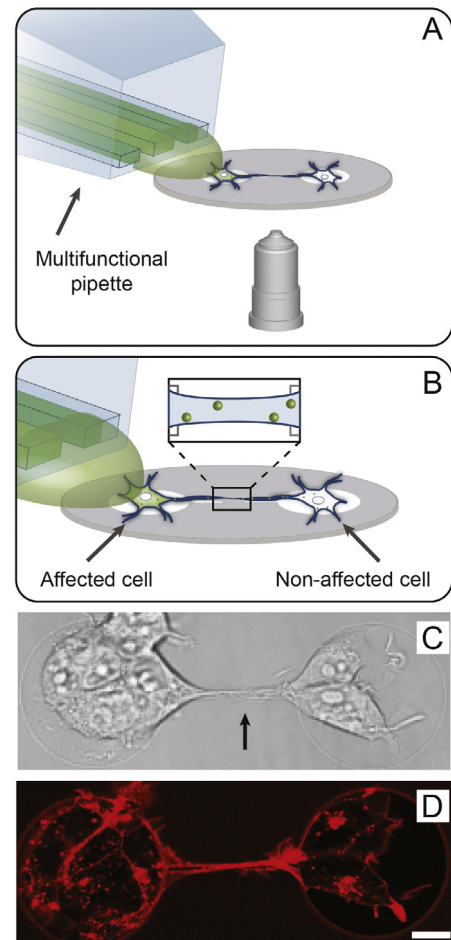 A
Multifunctional
pipette
B
Affected cell
Non-affected cell
C
D